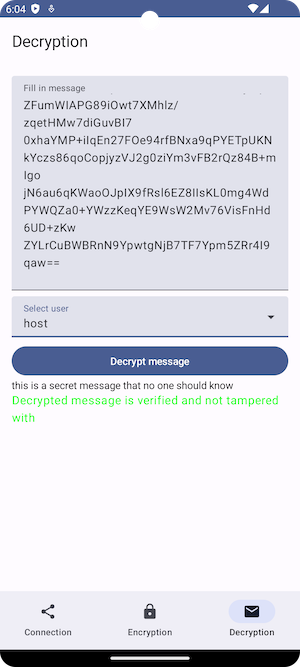 6:04
Decryption
Fill in message
ZFumWIAPG89iOwt7XMhlz/
zqetHMw7diGuvBI7
0xhaYMP+iIqEn27FOe94rfBNxa9qPYETpUKN
kYczs86qoCopjyzVJ2g0ziYm3vFB2rQz84B+m
Igo
jN6au6qKWaoOJpIX9fRsI6EZ8IIsKL0mg4Wd
PYWQZa0+YWzzKeqYE9WsW2Mv76VisFnHd
6UD+zKw
ZYLrCuBWBRnN9YpwtgNjB7TF7Ypm5ZRr4I9
qaw==
Select user
host
Decrypt message
this is a secret message that no one should know
Decrypted message is verified and not tampered
with
Connection Encryption Decryption